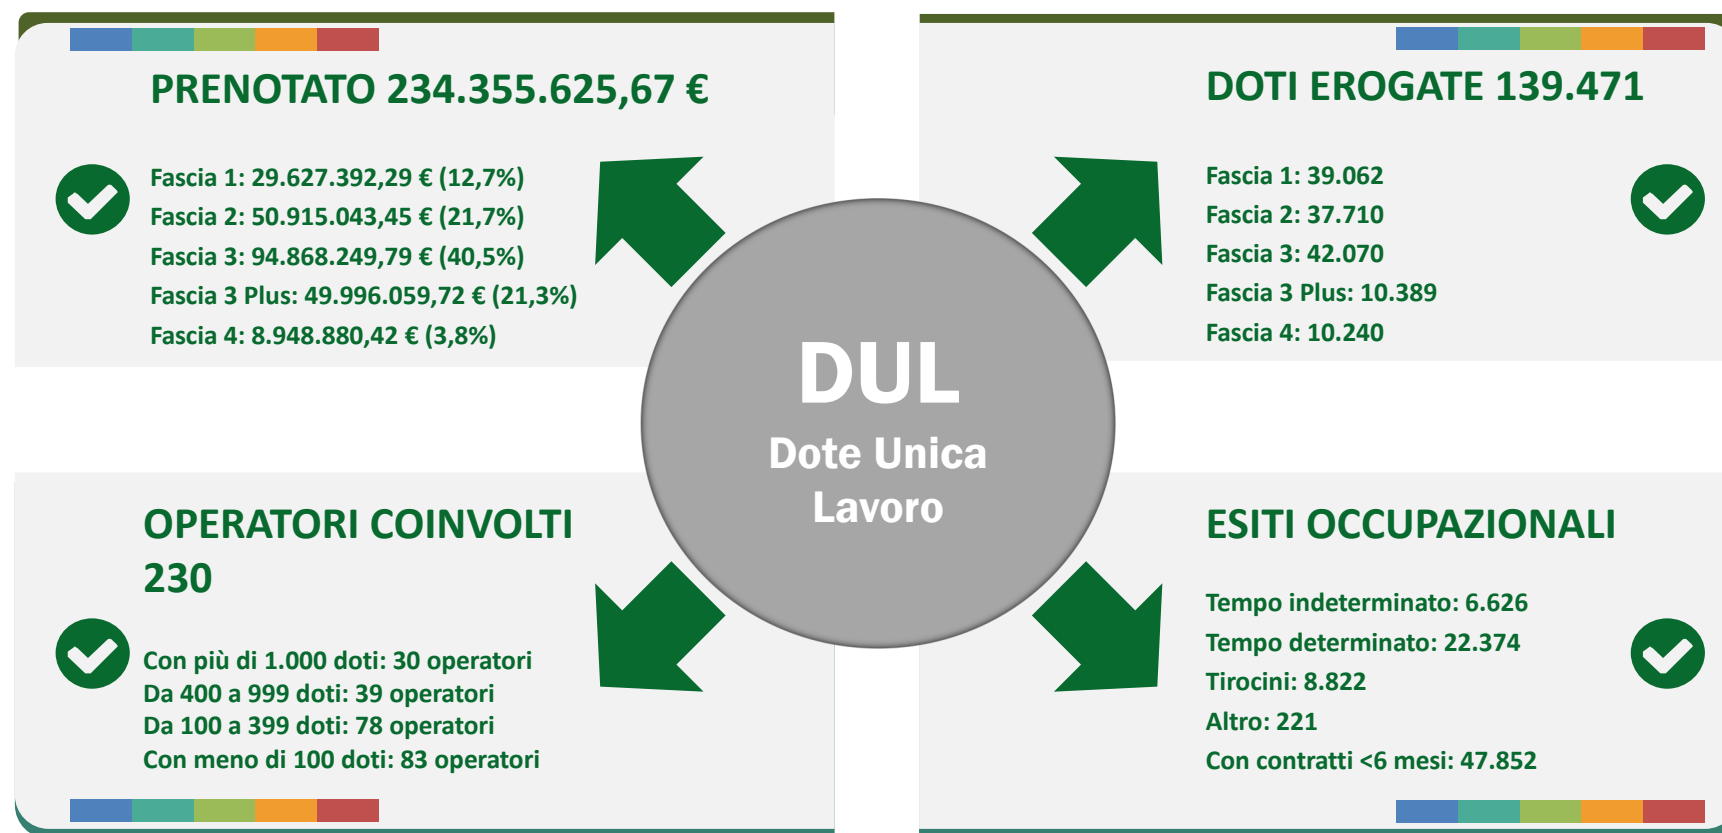 PRENOTATO 234.355.625,67 €
Fascia 1: 29.627.392,29 € (12,7%)
Fascia 2: 50.915.043,45 € (21,7%)
Fascia 3: 94.868.249,79 € (40,5%)
Fascia 3 Plus: 49.996.059,72 € (21,3%)
Fascia 4: 8.948.880,42 € (3,8%)
DOTI EROGATE 139.471
Fascia 1: 39.062
Fascia 2: 37.710
Fascia 3: 42.070
Fascia 3 Plus: 10.389
Fascia 4: 10.240
DUL
Dote Unica
Lavoro
OPERATORI COINVOLTI
230
Con più di 1.000 doti: 30 operatori
Da 400 a 999 doti: 39 operatori
Da 100 a 399 doti: 78 operatori
Con meno di 100 doti: 83 operatori
ESITI OCCUPAZIONALI
Tempo indeterminato: 6.626
Tempo determinato: 22.374
Tirocini: 8.822
Altro: 221
Con contratti <6 mesi: 47.852